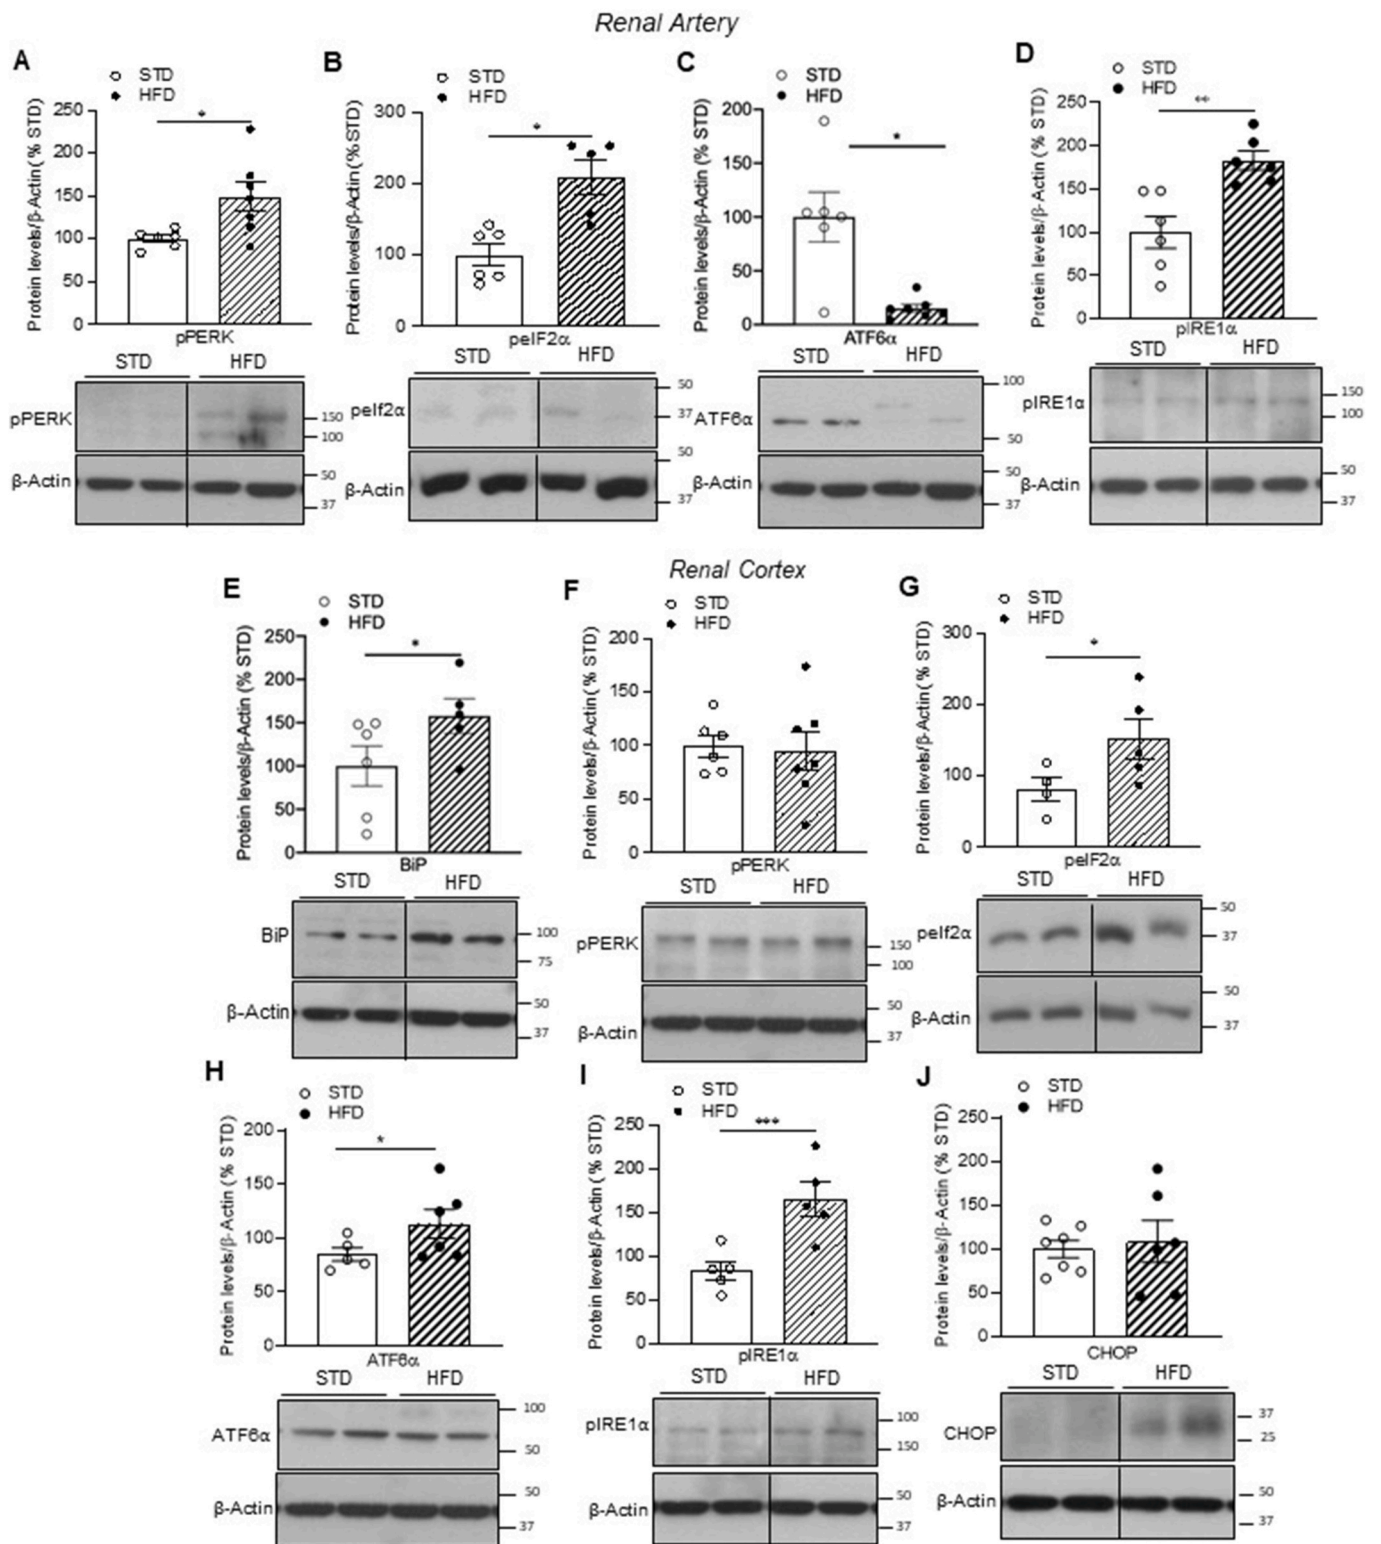 Renal Artery
A
STD
HFD
Protein levels/β-Actin (% STD)
250
200
150
100
50
0
*
pPERK
STD HFD
pPERK
150
100
β-Actin
50
37
B
STD
HFD
Protein levels/β-Actin (% STD)
300
200
100
0
*
peIF2α
STD HFD
peIf2α
50
37
β-Actin
50
37
C
STD
HFD
Protein levels/β-Actin (% STD)
200
150
100
50
0
*
ATF6α
STD HFD
ATF6α
100
50
β-Actin
50
37
D
STD
HFD
Protein levels/β-Actin (% STD)
250
200
150
100
50
0
**
pIRE1α
STD HFD
pIRE1α
150
100
β-Actin
50
37
Renal Cortex
E
STD
HFD
Protein levels/β-Actin (% STD)
250
200
150
100
50
0
*
BiP
STD HFD
BiP
100
75
β-Actin
50
37
F
STD
HFD
Protein levels/β-Actin (% STD)
200
150
100
50
0
pPERK
STD HFD
pPERK
150
100
β-Actin
50
37
G
STD
HFD
Protein levels/β-Actin (% STD)
300
200
100
0
*
peIF2α
STD HFD
peIf2α
50
37
β-Actin
50
37
H
STD
HFD
Protein levels/β-Actin (% STD)
200
150
100
50
0
*
ATF6α
STD HFD
ATF6α
100
50
β-Actin
50
37
I
STD
HFD
Protein levels/β-Actin (% STD)
250
200
150
100
50
0
***
pIRE1α
STD HFD
pIRE1α
100
150
β-Actin
50
37
J
STD
HFD
Protein levels/β-Actin (% STD)
250
200
150
100
50
0
CHOP
STD HFD
CHOP
37
25
β-Actin
50
37